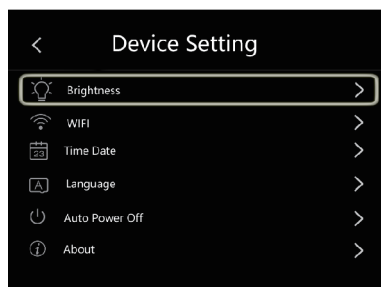 Device Setting
Brightness
WIFI
23 Time Date
A Language
Auto Power Off
i About